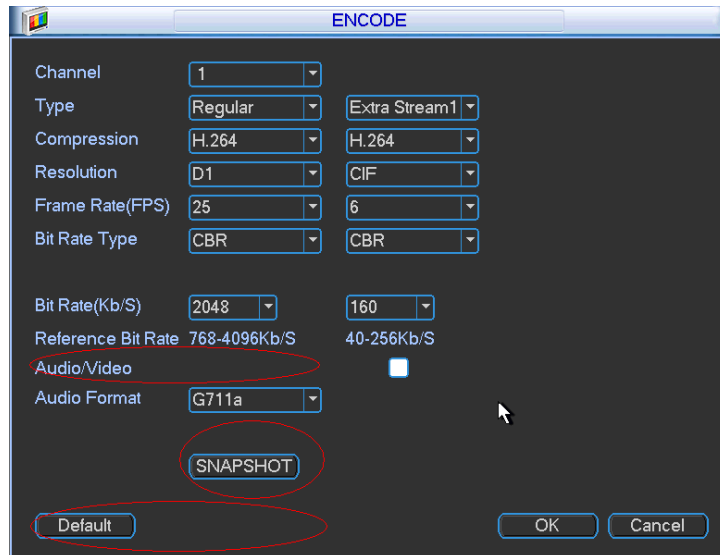 ENCODE
Channel 1
Type Regular Extra Stream1
Compression H.264 H.264
Resolution D1 CIF
Frame Rate(FPS) 25 6
Bit Rate Type CBR CBR
Bit Rate(Kb/S) 2048 160
Reference Bit Rate 768-4096Kb/S 40-256Kb/S
Audio/Video
Audio Format G711a
SNAPSHOT
Default OK Cancel